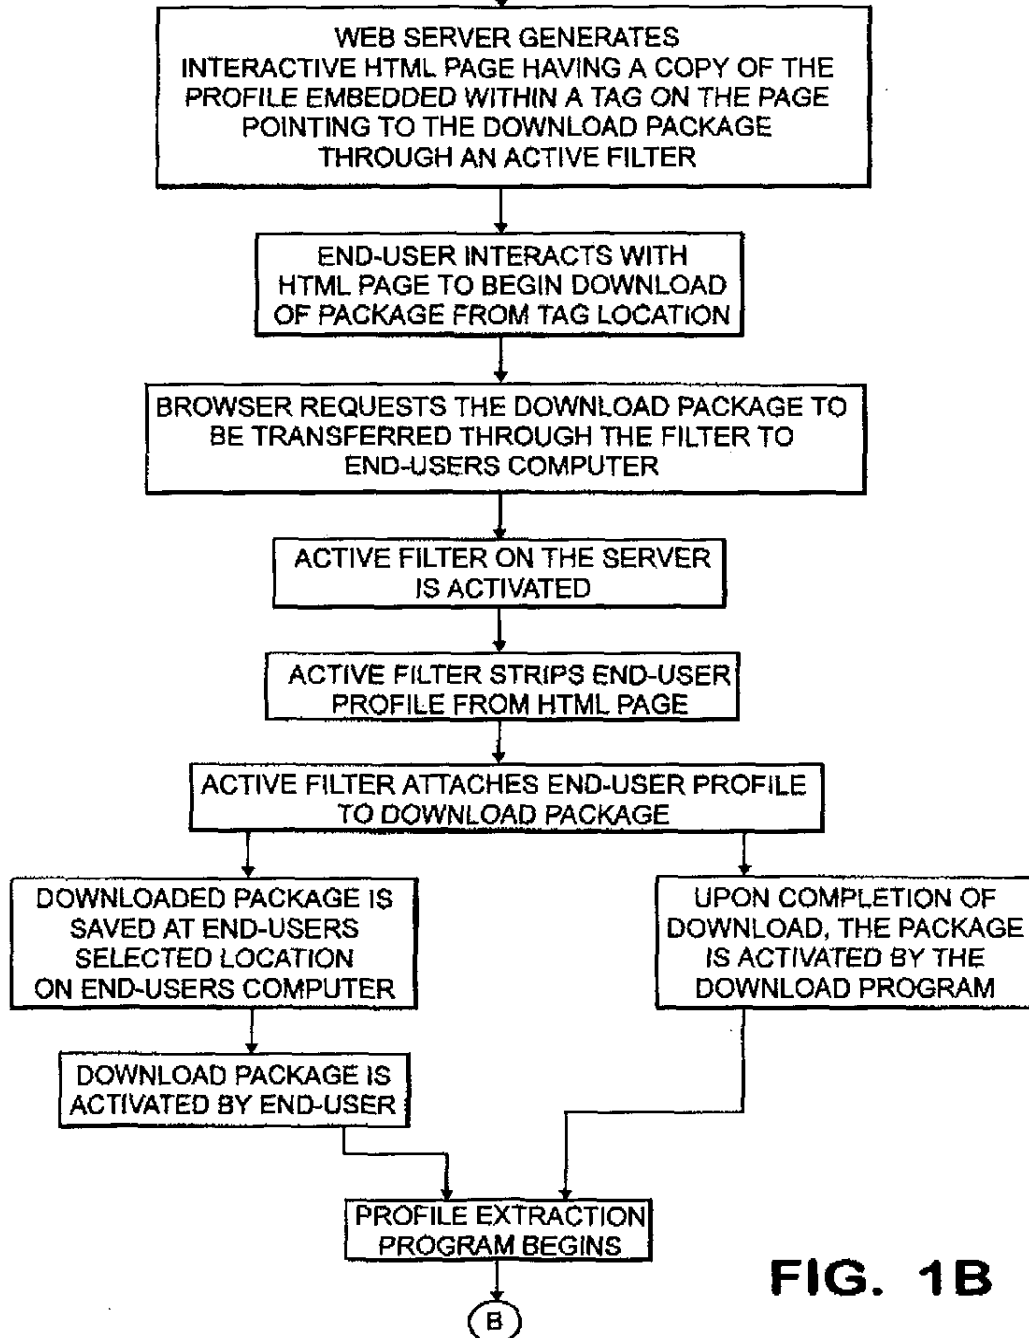 WEB SERVER GENERATES
INTERACTIVE HTML PAGE HAVING A COPY OF THE
PROFILE EMBEDDED WITHIN A TAG ON THE PAGE
POINTING TO THE DOWNLOAD PACKAGE
THROUGH AN ACTIVE FILTER
END-USER INTERACTS WITH
HTML PAGE TO BEGIN DOWNLOAD
OF PACKAGE FROM TAG LOCATION
BROWSER REQUESTS THE DOWNLOAD PACKAGE TO
BE TRANSFERRED THROUGH THE FILTER TO
END-USERS COMPUTER
ACTIVE FILTER ON THE SERVER
IS ACTIVATED
ACTIVE FILTER STRIPS END-USER
PROFILE FROM HTML PAGE
ACTIVE FILTER ATTACHES END-USER PROFILE
TO DOWNLOAD PACKAGE
DOWNLOADED PACKAGE IS
SAVED AT END-USERS
SELECTED LOCATION
ON END-USERS COMPUTER
UPON COMPLETION OF
DOWNLOAD, THE PACKAGE
IS ACTIVATED BY THE
DOWNLOAD PROGRAM
DOWNLOAD PACKAGE IS
ACTIVATED BY END-USER
PROFILE EXTRACTION
PROGRAM BEGINS
FIG. 1B
B